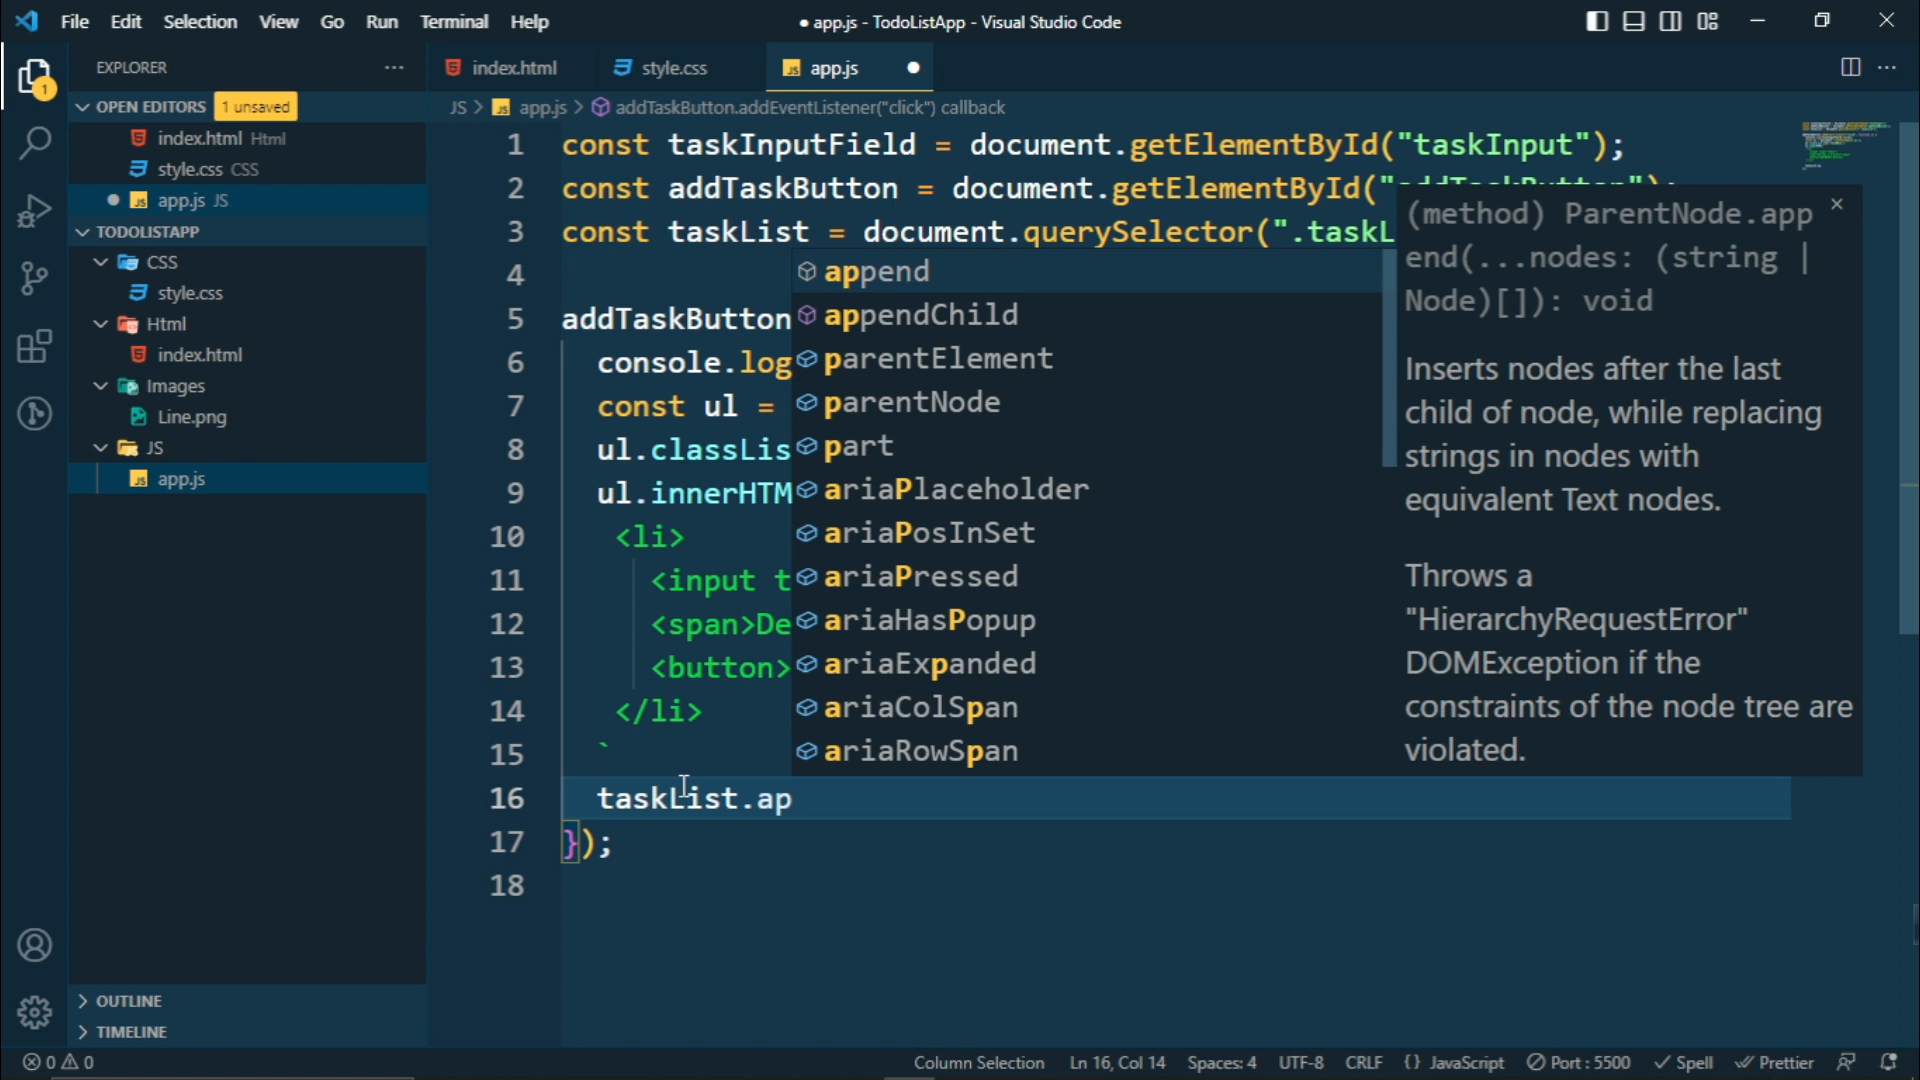 File Edit Selection View Go Run Terminal Help
● app.js - TodoListApp - Visual Studio Code
EXPLORER
index.html style.css app.js
OPEN EDITORS 1 unsaved
index.html Html
style.css CSS
app.js JS
TODOLISTAPP
CSS
style.css
Html
index.html
Images
Line.png
JS
app.js
OUTLINE
TIMELINE
1
JS > app.js > addTaskButton.addEventListener("click") callback
1 const taskInputField = document.getElementById("taskInput");
2 const addTaskButton = document.getElementById("addTaskButton");
3 const taskList = document.querySelector(".taskL
4
5 addTaskButton
6 console.log
7 const ul =
8 ul.classLis
9 ul.innerHTM
10 <li>
11 <input t
12 <span>De
13 <button>
14 </li>
15 `
16 taskList.ap
17 });
18
append
appendChild
parentElement
parentNode
part
ariaPlaceholder
ariaPosInSet
ariaPressed
ariaHasPopup
ariaExpanded
ariaColSpan
ariaRowSpan
(method) ParentNode.app
end(...nodes: (string |
Node)[]): void
Inserts nodes after the last
child of node, while replacing
strings in nodes with
equivalent Text nodes.
Throws a
"HierarchyRequestError"
DOMException if the
constraints of the node tree are
violated.
0 0 Column Selection Ln 16, Col 14 Spaces: 4 UTF-8 CRLF {} JavaScript Port : 5500 Spell Prettier